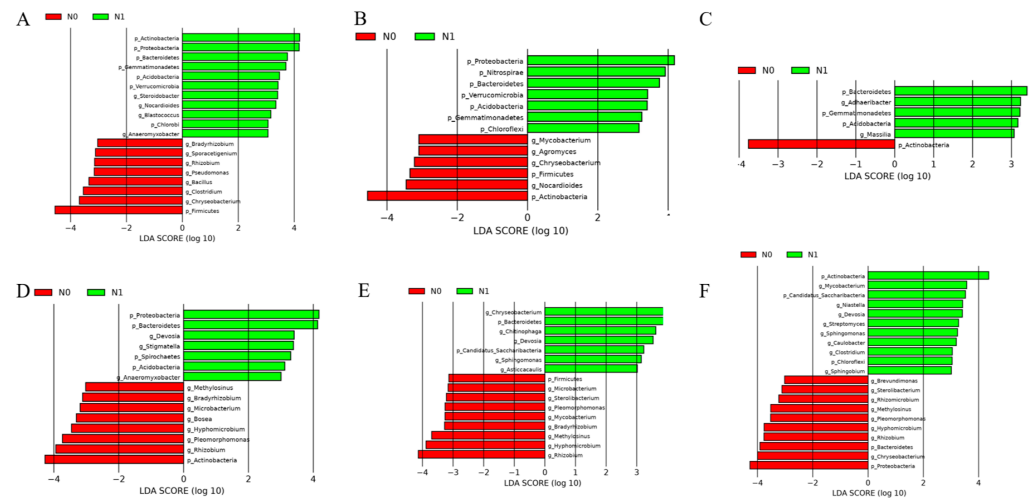 A
N0 N1
p_Actinobacteria
p_Proteobacteria
p_Bacteroidetes
p_Gemmatimonadetes
p_Acidobacteria
p_Verrucomicrobia
g_Steroidobacter
g_Nocardioides
g_Blastococcus
p_Chlorobi
g_Anaeromyxobacter
g_Bradyrhizobium
g_Sporacetigenium
g_Rhizobium
g_Pseudomonas
g_Bacillus
g_Clostridium
g_Chryseobacterium
p_Firmicutes
−4 −2 0 2 4
LDA SCORE (log 10)
B
N0 N1
p_Proteobacteria
p_Nitrospirae
p_Bacteroidetes
p_Verrucomicrobia
p_Acidobacteria
p_Gemmatimonadetes
p_Chloroflexi
g_Mycobacterium
g_Agromyces
g_Chryseobacterium
p_Firmicutes
g_Nocardioides
p_Actinobacteria
−4 −2 0 2
LDA SCORE (log 10)
C
N0 N1
p_Bacteroidetes
g_Adhaeribacter
p_Gemmatimonadetes
p_Acidobacteria
g_Massilia
p_Actinobacteria
−4 −3 −2 −1 0 1 2 3
LDA SCORE (log 10)
D
N0 N1
p_Proteobacteria
p_Bacteroidetes
g_Devosia
g_Stigmatella
p_Spirochaetes
p_Acidobacteria
g_Anaeromyxobacter
g_Methylosinus
g_Bradyrhizobium
g_Microbacterium
g_Bosea
g_Hyphomicrobium
g_Pleomorphomonas
g_Rhizobium
p_Actinobacteria
−4 −2 0 2 4
LDA SCORE (log 10)
E
N0 N1
g_Chryseobacterium
p_Bacteroidetes
g_Chitinophaga
g_Devosia
p_Candidatus_Saccharibacteria
g_Sphingomonas
g_Asticcacaulis
p_Firmicutes
g_Microbacterium
g_Sterolibacterium
g_Pleomorphomonas
g_Mycobacterium
g_Bradyrhizobium
g_Methylosinus
g_Hyphomicrobium
g_Rhizobium
−4 −3 −2 −1 0 1 2 3
LDA SCORE (log 10)
F
N0 N1
p_Actinobacteria
g_Mycobacterium
p_Candidatus_Saccharibacteria
g_Niastella
g_Devosia
g_Streptomyces
g_Sphingomonas
g_Caulobacter
g_Clostridium
p_Chloroflexi
g_Sphingobium
g_Brevundimonas
g_Sterolibacterium
g_Rhizomicrobium
g_Methylosinus
g_Pleomorphomonas
g_Hyphomicrobium
g_Rhizobium
p_Bacteroidetes
g_Chryseobacterium
p_Proteobacteria
−4 −3 −2 −1 0 1 2 3 4
LDA SCORE (log 10)